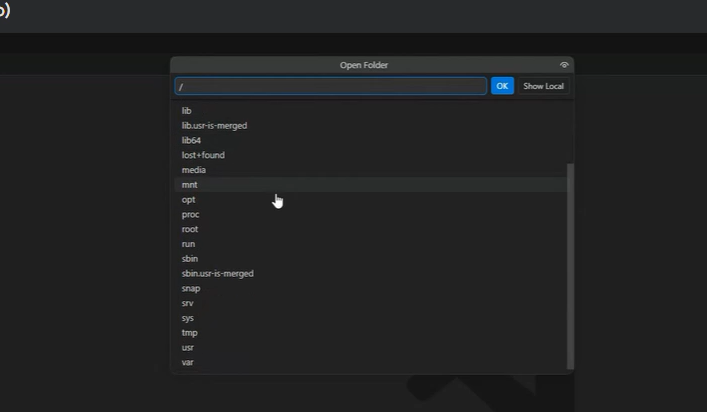 o)
Open Folder
/
OK
Show Local
lib
lib.usr-is-merged
lib64
lost+found
media
mnt
opt
proc
root
run
sbin
sbin.usr-is-merged
snap
srv
sys
tmp
usr
var